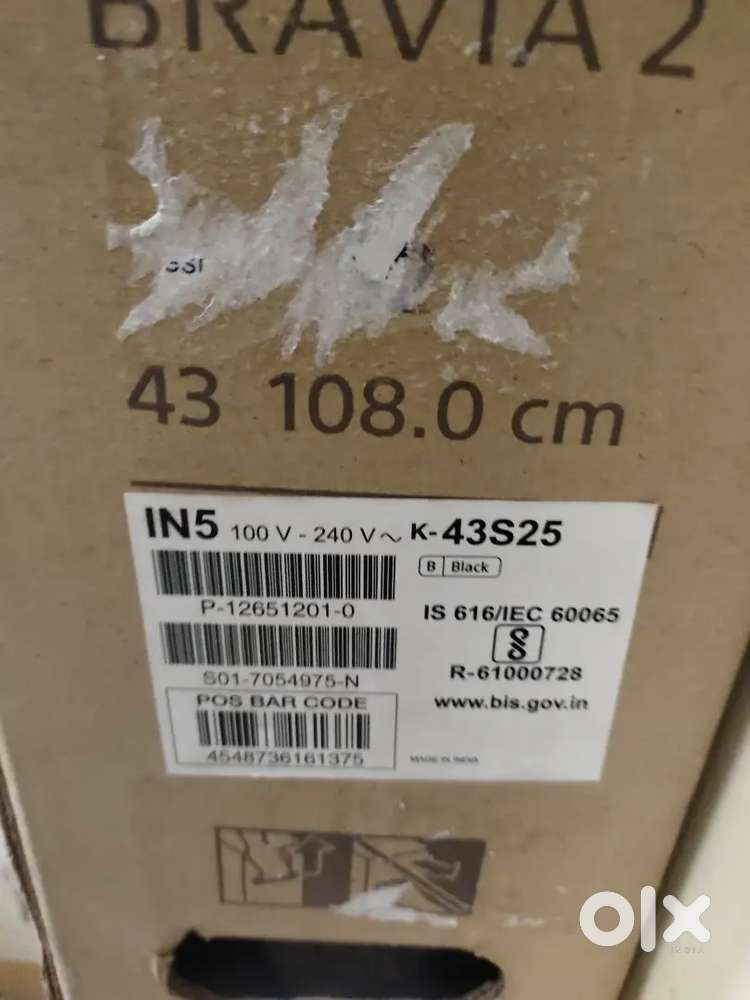 BRAVIA 2
SSI
43 108.0 cm
IN5 100 V - 240 V~ K-43S25
B Black
P-12651201-0
IS 616/IEC 60065
S01-7054975-N
R-61000728
POS BAR CODE
www.bis.gov.in
4548736161375
MADE IN INDIA
olx